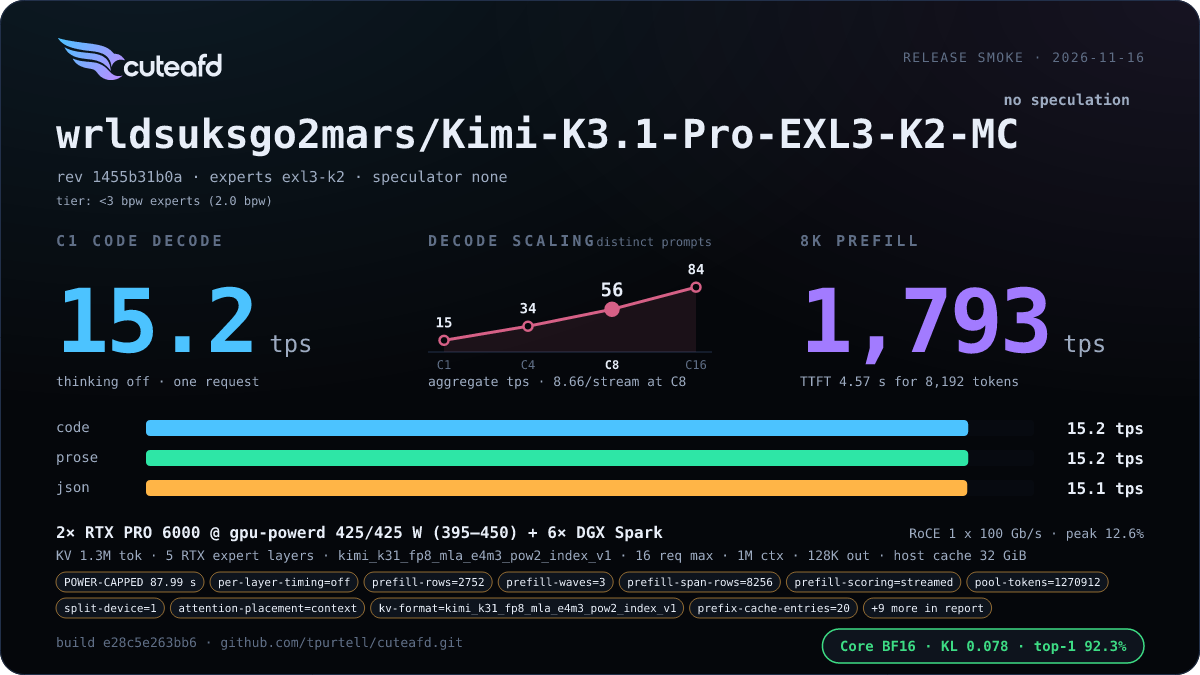 cuteafd
RELEASE SMOKE · 2026-11-16
no speculation
wrldsuksgo2mars/Kimi-K3.1-Pro-EXL3-K2-MC
rev 1455b31b0a · experts exl3-k2 · speculator none
tier: <3 bpw experts (2.0 bpw)
C1 CODE DECODE
15.2 tps
thinking off · one request
DECODE SCALING distinct prompts
15 34 56 84
C1 C4 C8 C16
aggregate tps · 8.66/stream at C8
8K PREFILL
1,793 tps
TTFT 4.57 s for 8,192 tokens
code 15.2 tps
prose 15.2 tps
json 15.1 tps
2× RTX PRO 6000 @ gpu-powerd 425/425 W (395–450) + 6× DGX Spark
RoCE 1 x 100 Gb/s · peak 12.6%
KV 1.3M tok · 5 RTX expert layers · kimi_k31_fp8_mla_e4m3_pow2_index_v1 · 16 req max · 1M ctx · 128K out · host cache 32 GiB
POWER-CAPPED 87.99 s per-layer-timing=off prefill-rows=2752 prefill-waves=3 prefill-span-rows=8256 prefill-scoring=streamed pool-tokens=1270912
split-device=1 attention-placement=context kv-format=kimi_k31_fp8_mla_e4m3_pow2_index_v1 prefix-cache-entries=20 +9 more in report
build e28c5e263bb6 · github.com/tpurtell/cuteafd.git
Core BF16 · KL 0.078 · top-1 92.3%